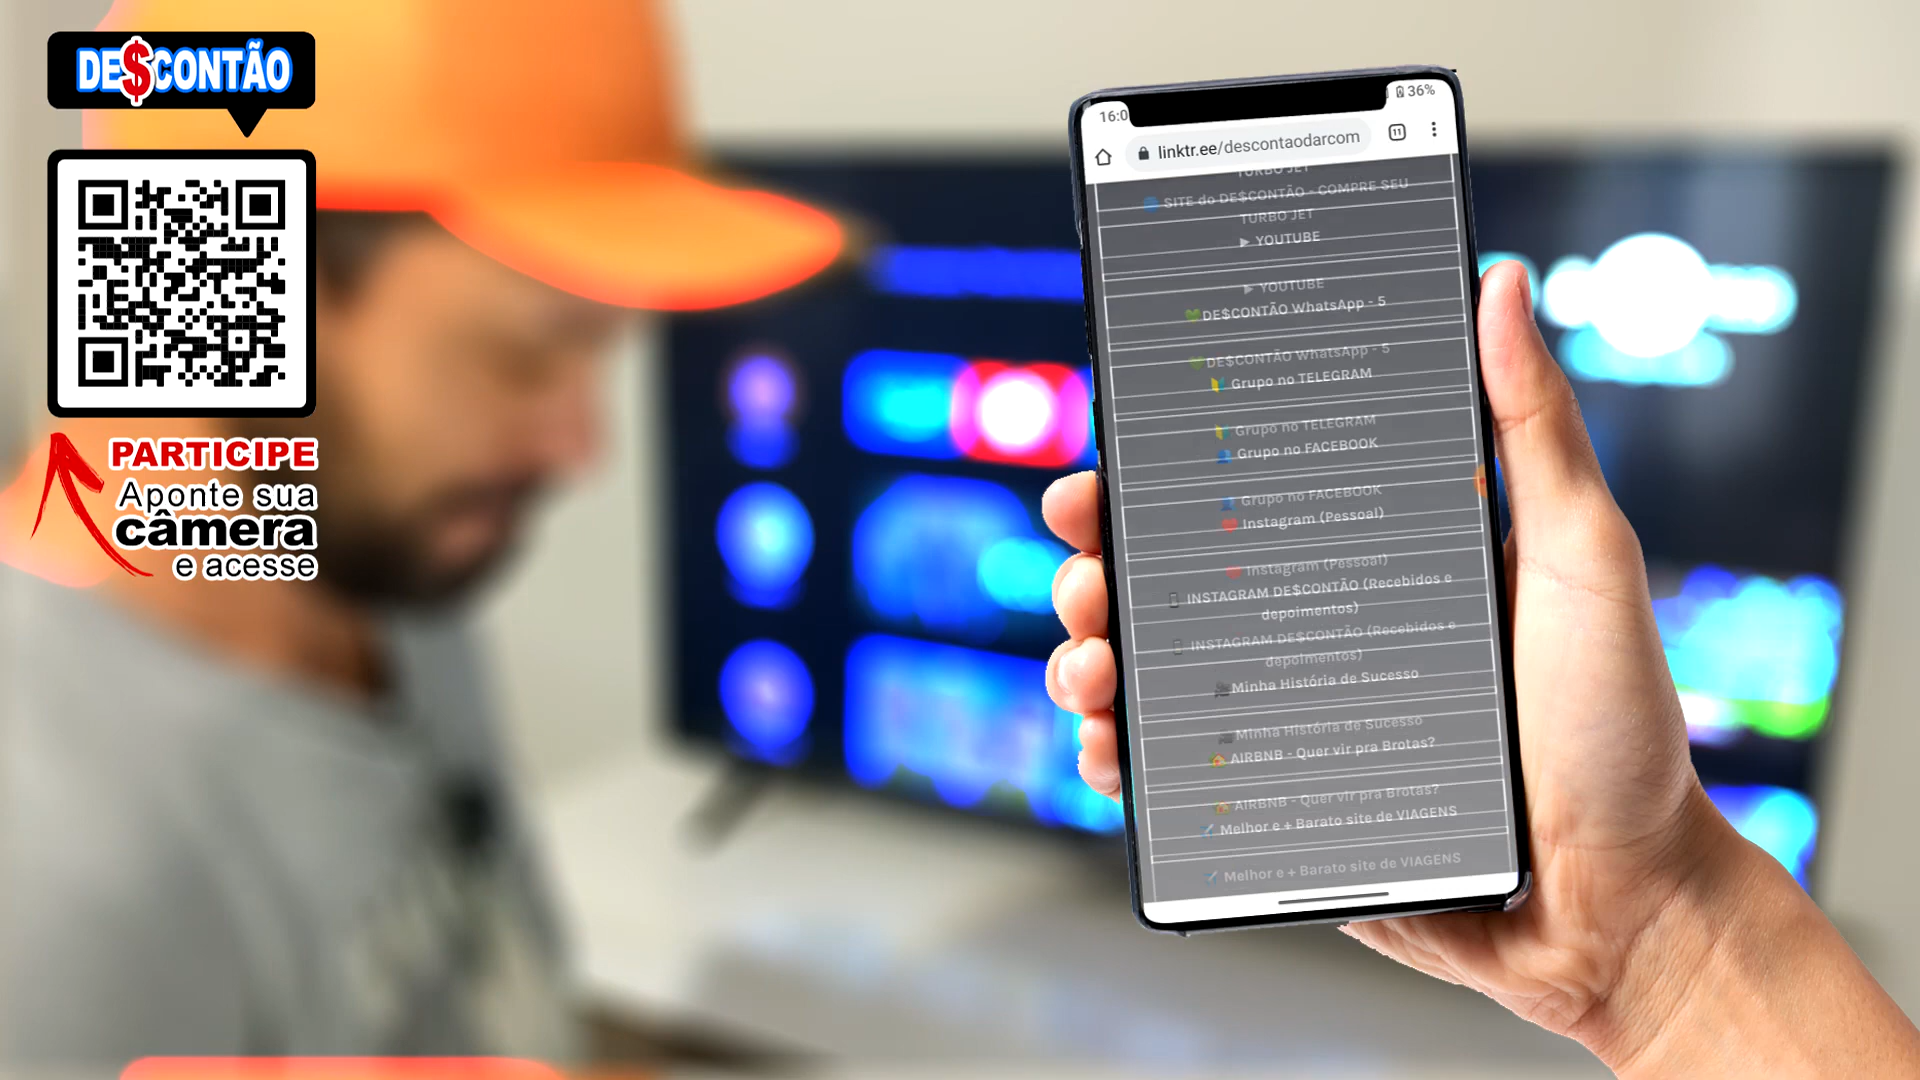 DE$CONTÃO
PARTICIPE
Aponte sua
câmera
e acesse
16:0
36%
linktr.ee/descontaodarcom
11
TURBO JET
SITE do DE$CONTÃO - COMPRE SEU
TURBO JET
YOUTUBE
YOUTUBE
DE$CONTÃO WhatsApp - 5
DE$CONTÃO WhatsApp - 5
Grupo no TELEGRAM
Grupo no TELEGRAM
Grupo no FACEBOOK
Grupo no FACEBOOK
Instagram (Pessoal)
Instagram (Pessoal)
INSTAGRAM DE$CONTÃO (Recebidos e
depoimentos)
INSTAGRAM DE$CONTÃO (Recebidos e
depoimentos)
Minha História de Sucesso
Minha História de Sucesso
AIRBNB - Quer vir pra Brotas?
AIRBNB - Quer vir pra Brotas?
Melhor e + Barato site de VIAGENS
Melhor e + Barato site de VIAGENS